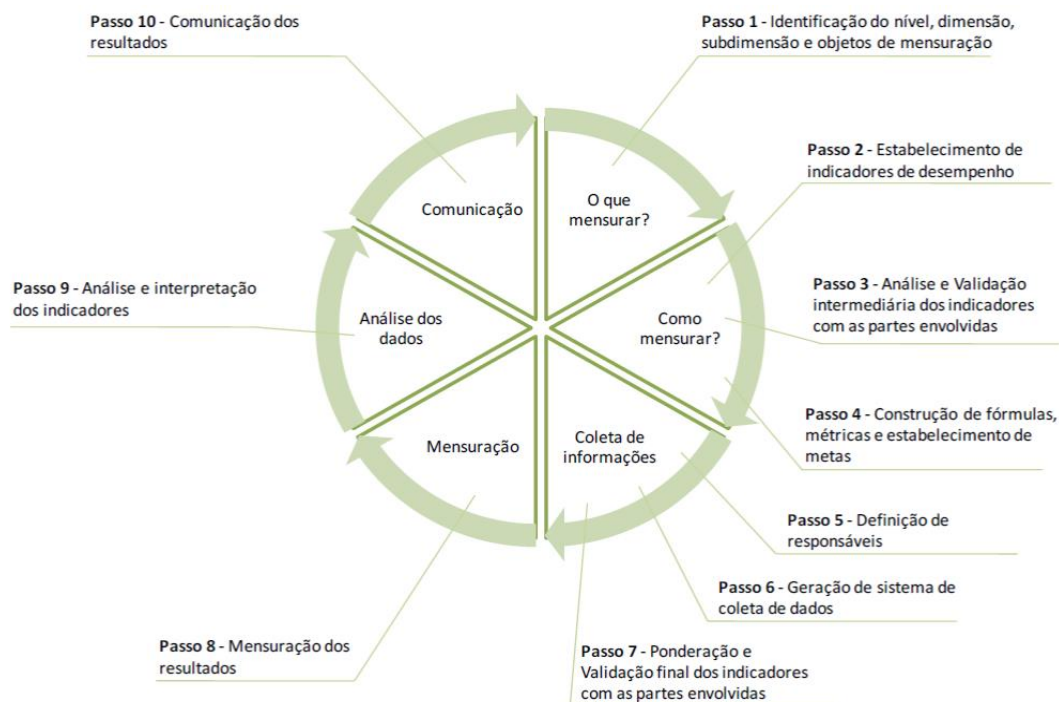 Passo 10 - Comunicação dos
resultados
Passo 1 - Identificação do nível, dimensão,
subdimensão e objetos de mensuração
Passo 2 - Estabelecimento de
indicadores de desempenho
Comunicação
O que
mensurar?
Passo 9 - Análise e interpretação
dos indicadores
Passo 3 - Análise e Validação
intermediária dos indicadores
com as partes envolvidas
Análise dos
dados
Como
mensurar?
Passo 4 - Construção de fórmulas,
métricas e estabelecimento de
metas
Mensuração
Coleta de
informações
Passo 5 - Definição de
responsáveis
Passo 6 - Geração de sistema de
coleta de dados
Passo 8 - Mensuração dos
resultados
Passo 7 - Ponderação e
Validação final dos indicadores
com as partes envolvidas